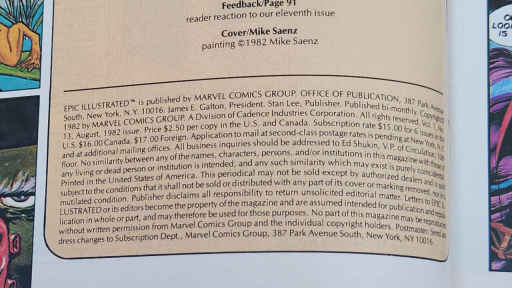 Feedback/Page 91
reader reaction to our eleventh issue
Cover/Mike Saenz
painting ©1982 Mike Saenz
EPIC ILLUSTRATED™ is published by MARVEL COMICS GROUP, OFFICE OF PUBLICATION, 387 Park Avenue
South, New York, N.Y. 10016. James E. Galton, President. Stan Lee, Publisher. Published bi-monthly. Copyright
1982 by MARVEL COMICS GROUP. A Division of Cadence Industries Corporation. All rights reserved. Vol. 1, No.
13, August, 1982 issue. Price $2.50 per copy in the U.S. and Canada. Subscription rate $15.00 for 6 issues in the
U.S. $16.00 Canada. $17.00 Foreign. Application to mail at second-class postage rates is pending at New York, N.Y.
and at additional mailing offices. All business inquiries should be addressed to Ed Shukin, V.P. of Circulation,
floor. No similarity between any of the names, characters, persons, and/or institutions in this magazine with those of
any living or dead person or institution is intended, and any such similarity which may exist is purely coincidental.
Printed in the United States of America. This periodical may not be sold except by authorized dealers and is sold
subject to the conditions that it shall not be sold or distributed with any part of its cover or marking removed, nor in a
mutilated condition. Publisher disclaims all responsibility to return unsolicited editorial matter. Letters to EPIC IL-
LUSTRATED or its editors become the property of the magazine and are assumed intended for publication and
lication in whole or part, and may therefore be used for those purposes. No part of this magazine may be reproduced
without written permission from Marvel Comics Group and the individual copyright holders. Postmaster: Send ad-
dress changes to Subscription Dept., Marvel Comics Group, 387 Park Avenue South, New York, NY 10016.
LOO
IS